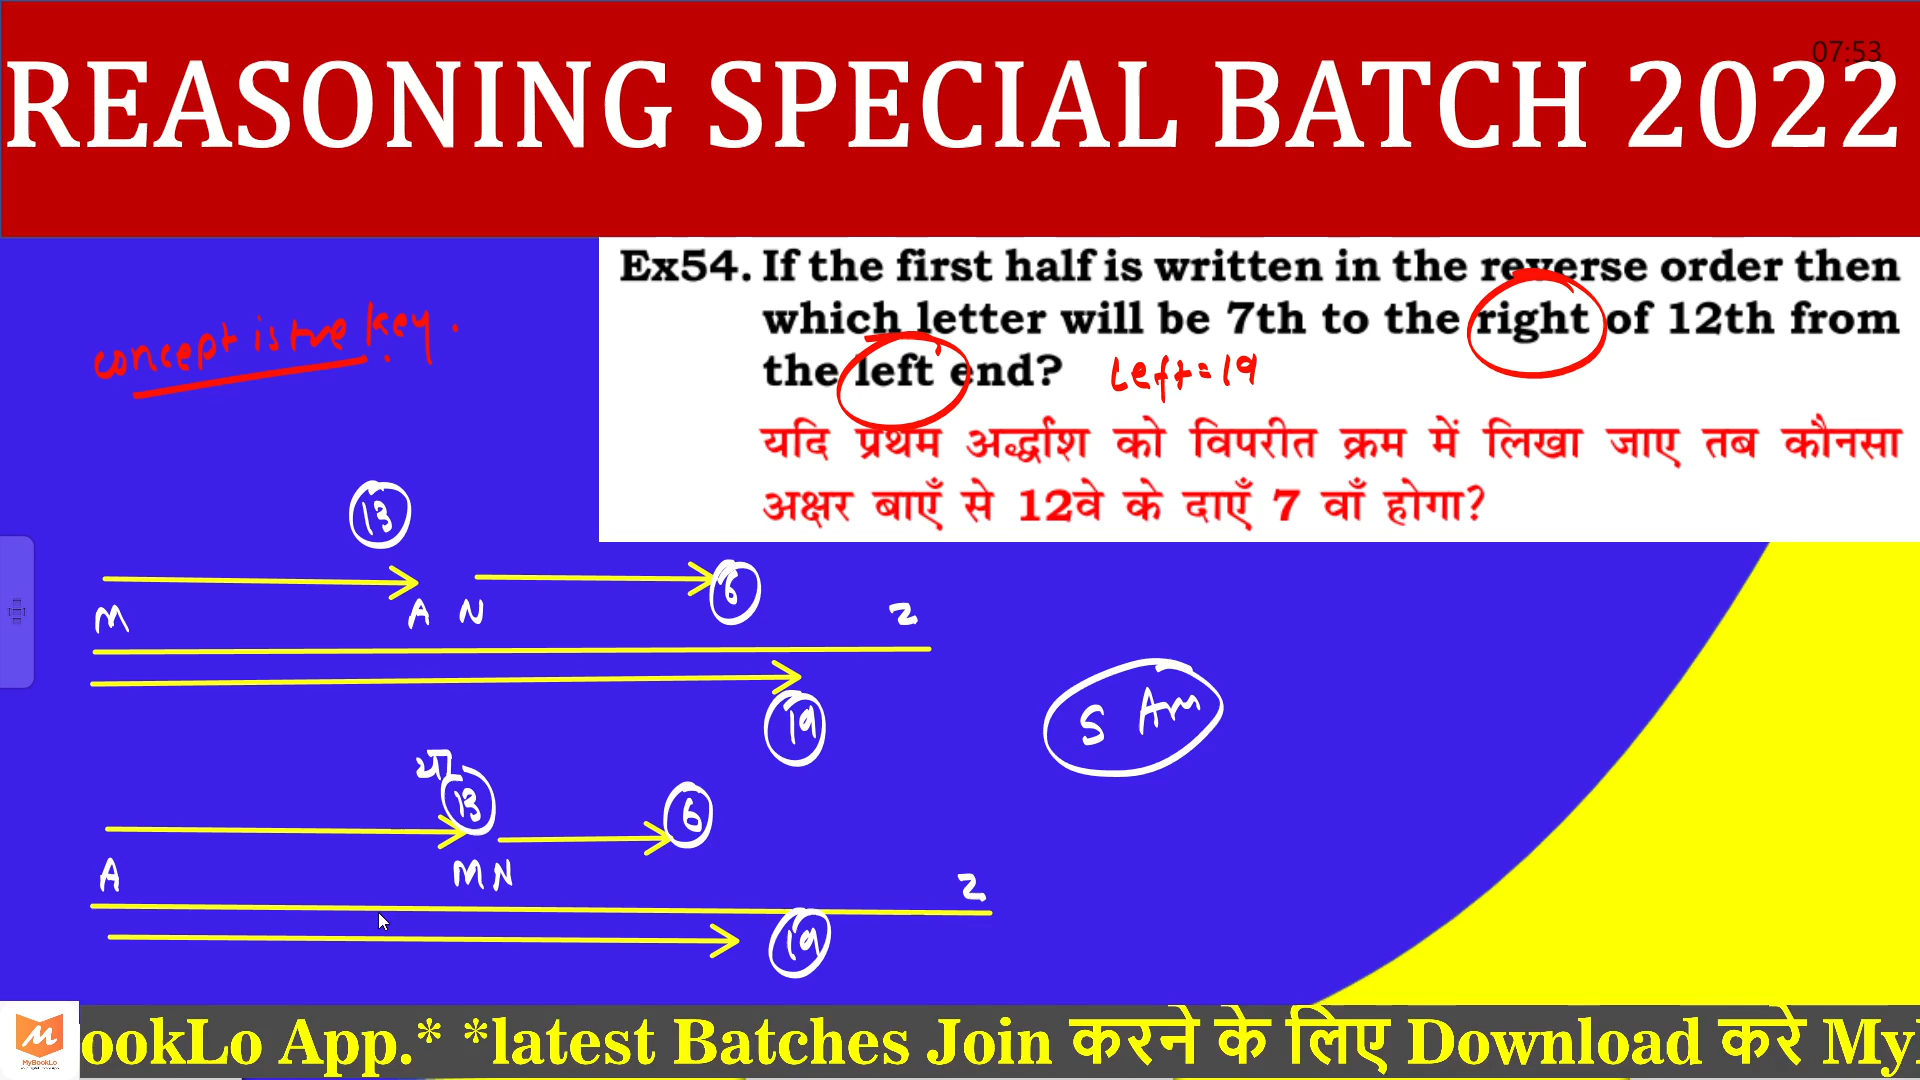 07:53
REASONING SPECIAL BATCH 2022
Ex54. If the first half is written in the reverse order then
which letter will be 7th to the right of 12th from
the left end? Left=19
यदि प्रथम अर्द्धांश को विपरीत क्रम में लिखा जाए तब कौनसा
अक्षर बाएँ से 12वे के दाएँ 7 वाँ होगा?
concept is the key.
13
6
M A N Z
19
S Am
या
13
6
A M N Z
19
ookLo App.* *latest Batches Join करने के लिए Download करे My
MyBookLo